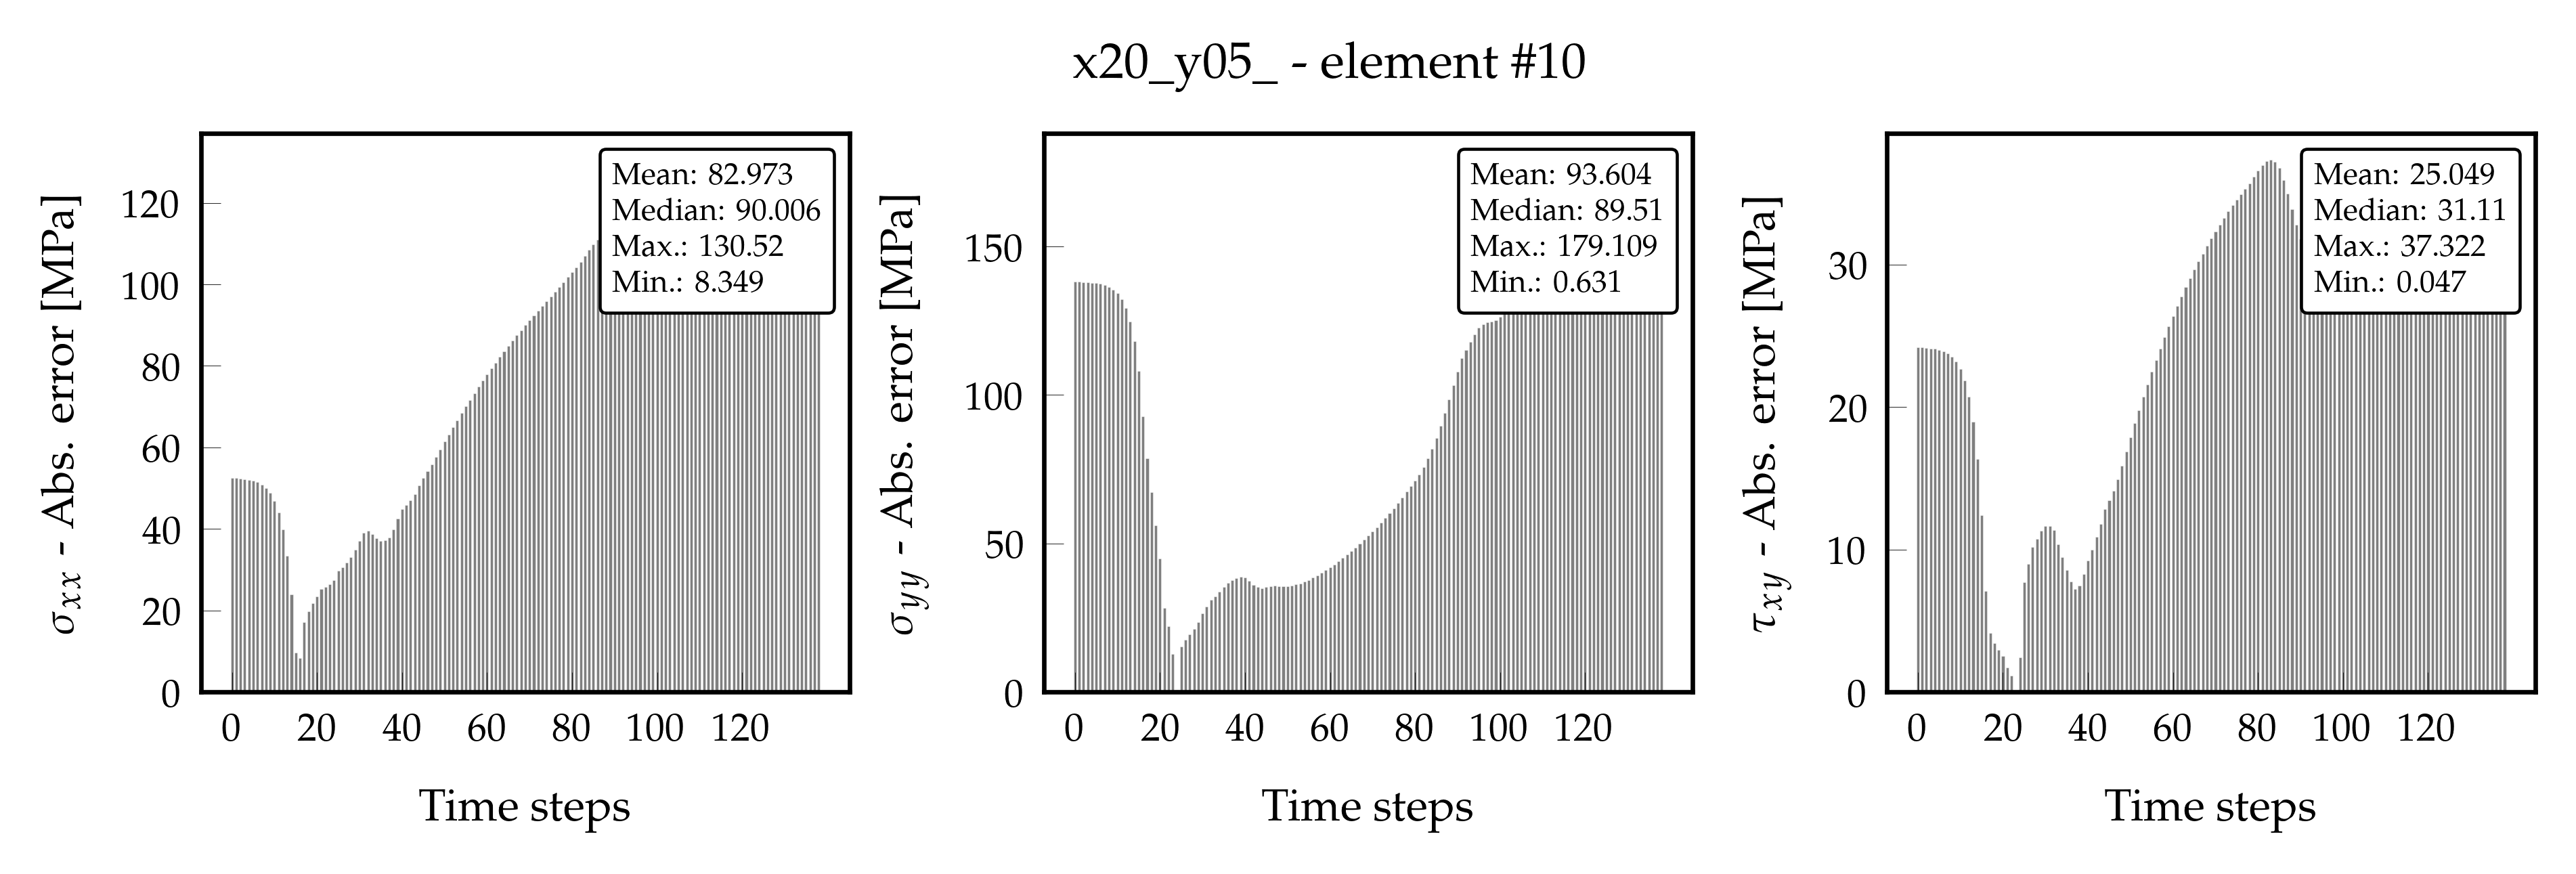 x20_y05_ - element #10
σxx - Abs. error [MPa]
120
100
80
60
40
20
0
Mean: 82.973
Median: 90.006
Max.: 130.52
Min.: 8.349
0 20 40 60 80 100 120
Time steps
σyy - Abs. error [MPa]
150
100
50
0
Mean: 93.604
Median: 89.51
Max.: 179.109
Min.: 0.631
0 20 40 60 80 100 120
Time steps
τxy - Abs. error [MPa]
30
20
10
0
Mean: 25.049
Median: 31.11
Max.: 37.322
Min.: 0.047
0 20 40 60 80 100 120
Time steps